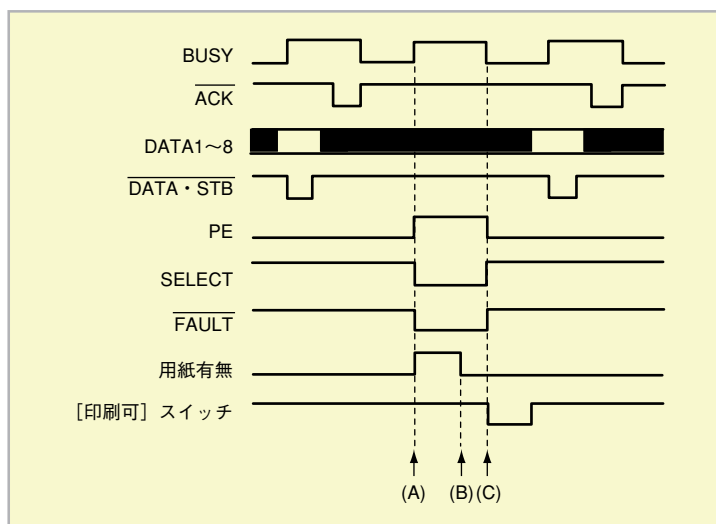 BUSY
ACK
DATA1～8
DATA・STB
PE
SELECT
FAULT
用紙有無
［印刷可］スイッチ
(A) (B) (C)